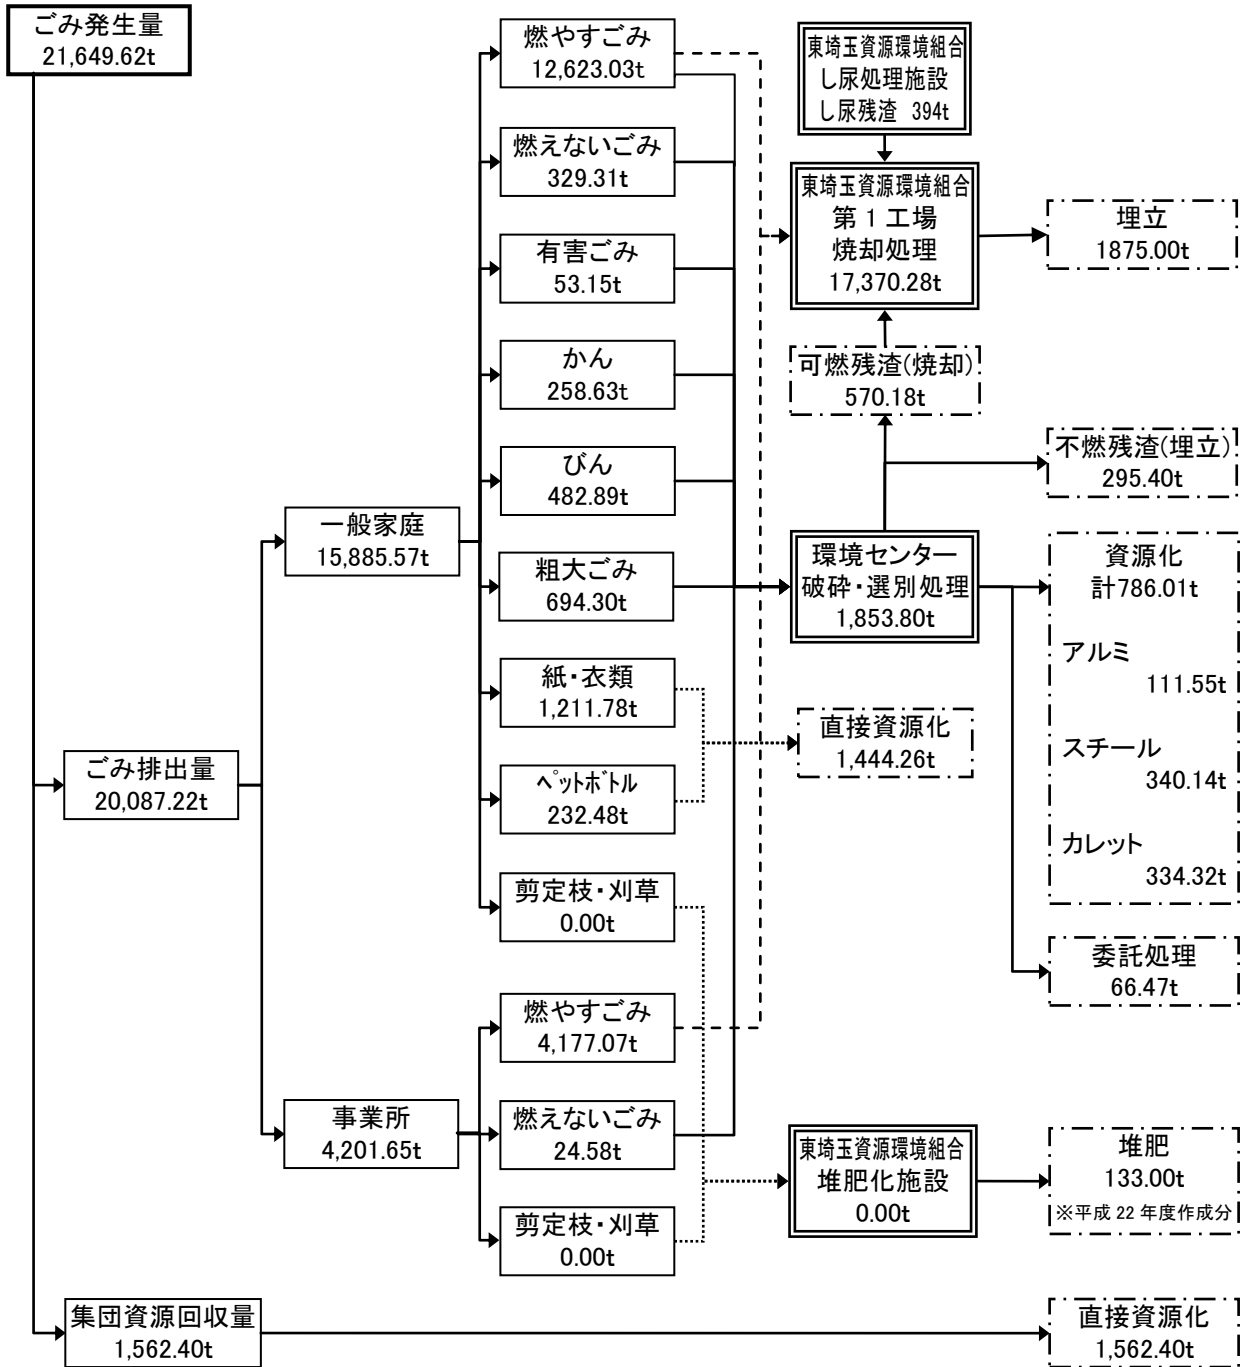 ごみ発生量
21,649.62t
ごみ排出量
20,087.22t
集団資源回収量
1,562.40t
一般家庭
15,885.57t
事業所
4,201.65t
燃やすごみ
12,623.03t
燃えないごみ
329.31t
有害ごみ
53.15t
かん
258.63t
びん
482.89t
粗大ごみ
694.30t
紙・衣類
1,211.78t
ペットボトル
232.48t
剪定枝・刈草
0.00t
燃やすごみ
4,177.07t
燃えないごみ
24.58t
剪定枝・刈草
0.00t
東埼玉資源環境組合
し尿処理施設
し尿残渣 394t
東埼玉資源環境組合
第1工場
焼却処理
17,370.28t
可燃残渣(焼却)
570.18t
環境センター
破砕・選別処理
1,853.80t
直接資源化
1,444.26t
東埼玉資源環境組合
堆肥化施設
0.00t
埋立
1875.00t
不燃残渣(埋立)
295.40t
資源化
計786.01t
アルミ
111.55t
スチール
340.14t
カレット
334.32t
委託処理
66.47t
堆肥
133.00t
※平成22年度作成分
直接資源化
1,562.40t